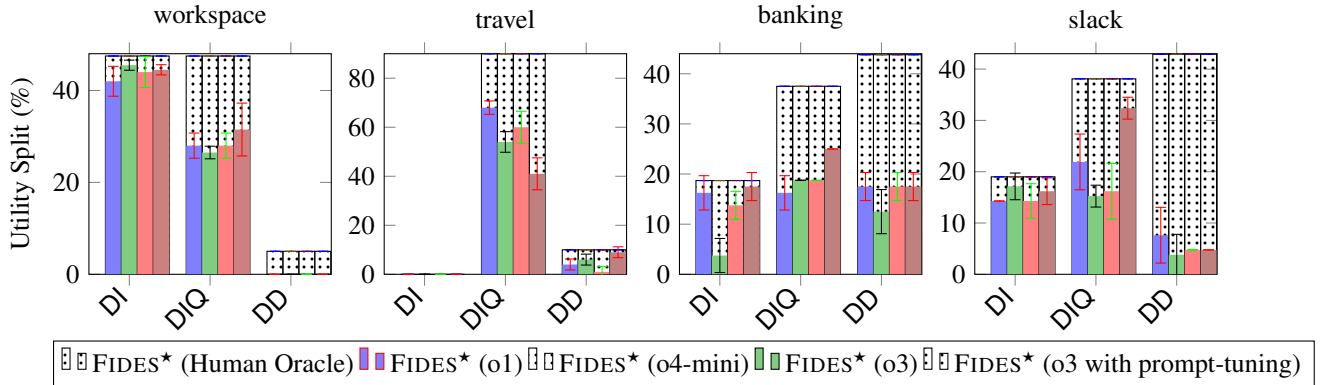 workspace travel banking slack
Utility Split (%)
40
20
0
DI DIQ DD
80
60
40
20
0
DI DIQ DD
40
30
20
10
0
DI DIQ DD
40
30
20
10
0
DI DIQ DD
FIDES★ (Human Oracle) FIDES★ (o1) FIDES★ (o4-mini) FIDES★ (o3) FIDES★ (o3 with prompt-tuning)